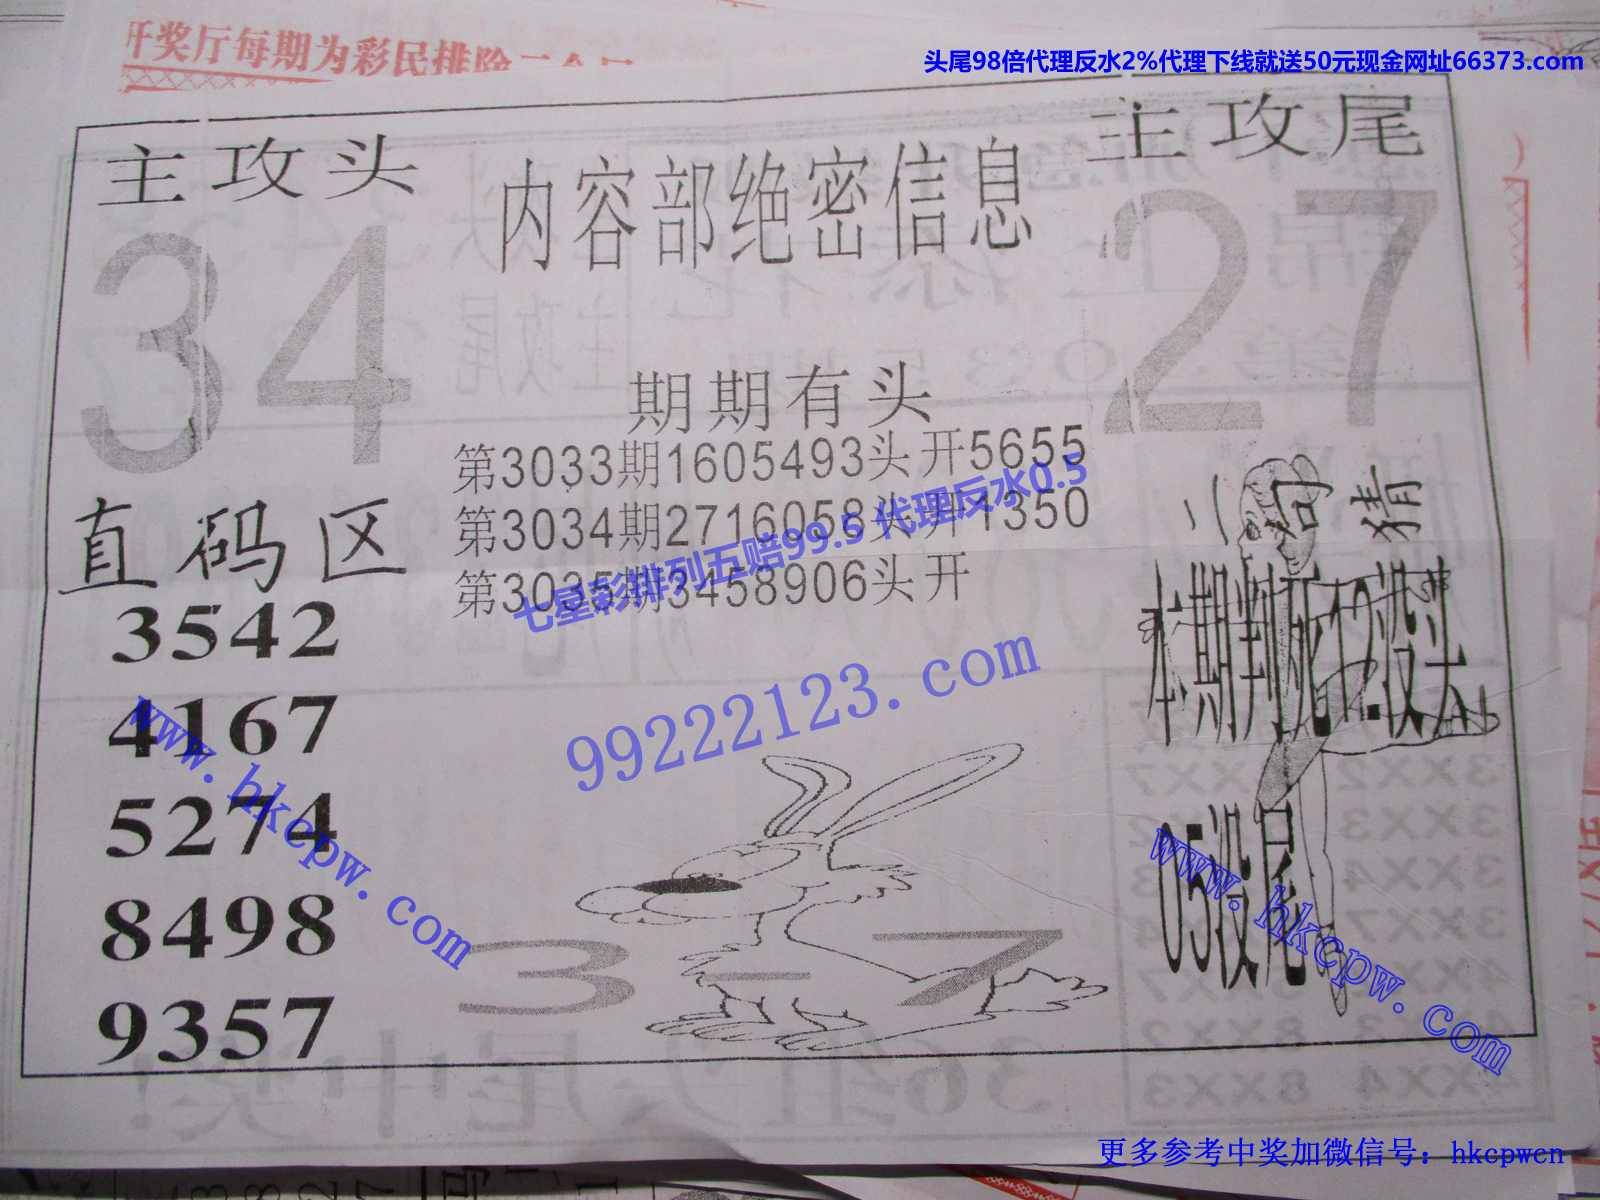 开奖厅每期为彩民排险
头尾98倍代理反水2%代理下线就送50元现金网址66373.com
主攻头
内容部绝密信息
主攻尾
34
27
期期有头
第3033期1605493头开5655
第3034期2716058头开1350
第3035期3458906头开
七星彩排列五赔99.5 代理反水0.5
99222123.com
直码区
3542
4167
5274
8498
9357
www.hkcpw.com
3-7
二句猜
本期判死12.没头
05没尾
www.hkcpw.com
更多参考中奖加微信号：hkcpwcn